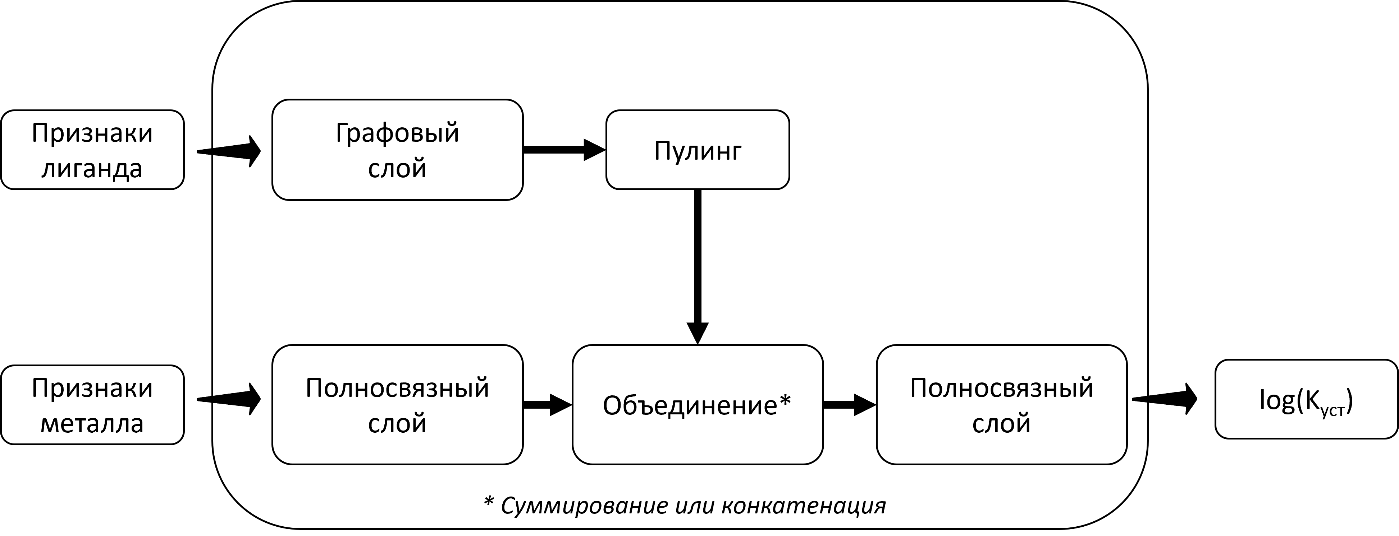 Признаки
лиганда
Графовый
слой
Пулинг
Признаки
металла
Полносвязный
слой
Объединение*
Полносвязный
слой
log(Kуст)
* Суммирование или конкатенация